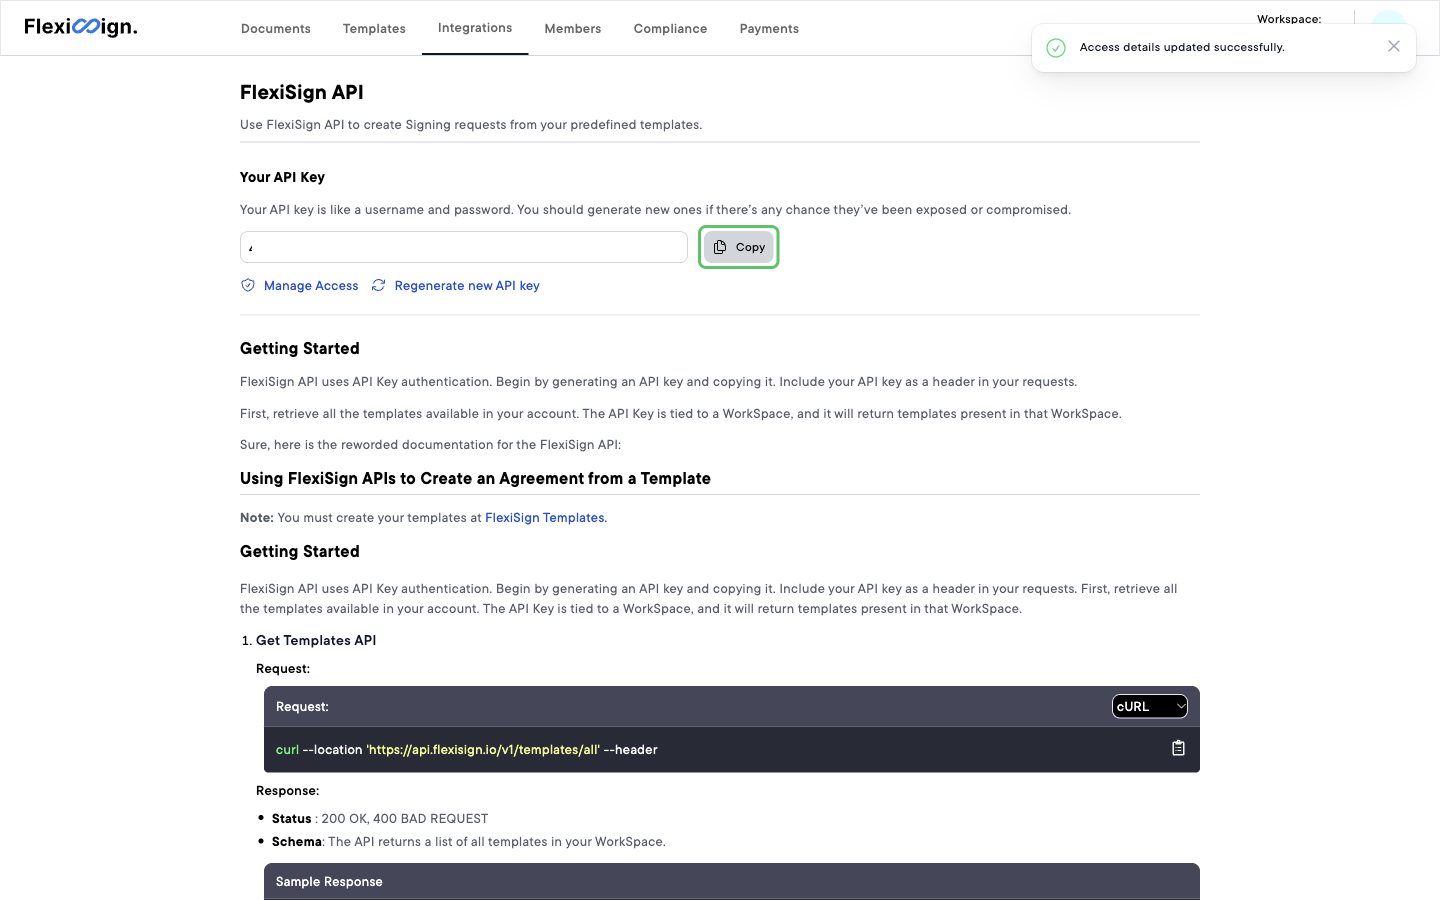 Flexisign.
Documents
Templates
Integrations
Members
Compliance
Payments
Workspace:
Access details updated successfully.
FlexiSign API
Use FlexiSign API to create Signing requests from your predefined templates.
Your API Key
Your API key is like a username and password. You should generate new ones if there's any chance they've been exposed or compromised.
Copy
Manage Access
Regenerate new API key
Getting Started
FlexiSign API uses API Key authentication. Begin by generating an API key and copying it. Include your API key as a header in your requests.
First, retrieve all the templates available in your account. The API Key is tied to a WorkSpace, and it will return templates present in that WorkSpace.
Sure, here is the reworded documentation for the FlexiSign API:
Using FlexiSign APIs to Create an Agreement from a Template
Note: You must create your templates at FlexiSign Templates.
Getting Started
FlexiSign API uses API Key authentication. Begin by generating an API key and copying it. Include your API key as a header in your requests. First, retrieve all
the templates available in your account. The API Key is tied to a WorkSpace, and it will return templates present in that WorkSpace.
1. Get Templates API
Request:
Request:
cURL
curl --location 'https://api.flexisign.io/v1/templates/all' --header
Response:
• Status : 200 OK, 400 BAD REQUEST
• Schema: The API returns a list of all templates in your WorkSpace.
Sample Response